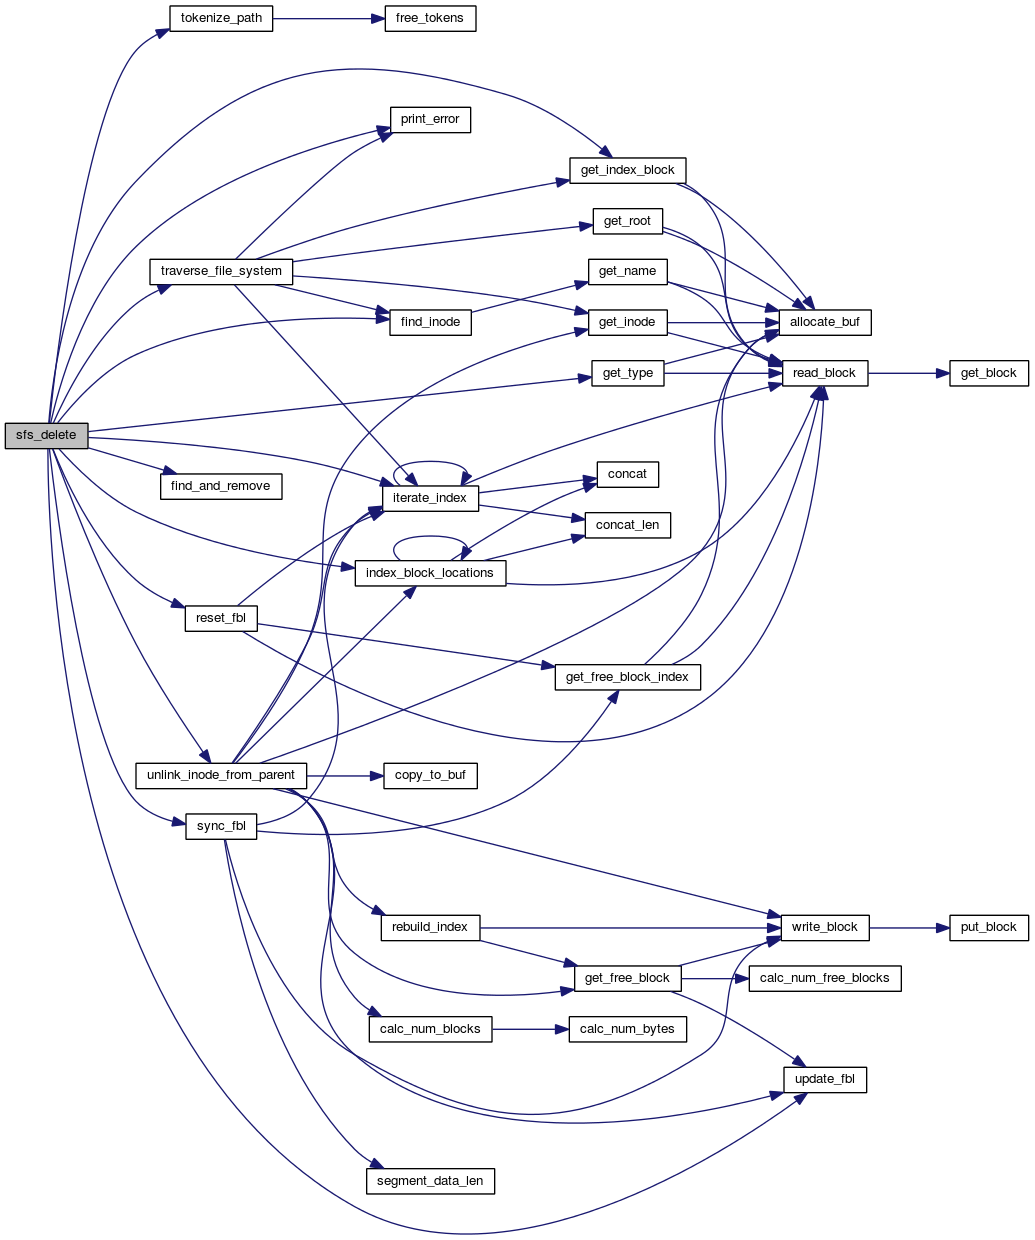 tokenize_path
free_tokens
print_error
get_index_block
get_root
traverse_file_system
get_name
find_inode
get_inode
allocate_buf
get_type
read_block
get_block
sfs_delete
find_and_remove
iterate_index
concat
concat_len
index_block_locations
reset_fbl
get_free_block_index
unlink_inode_from_parent
copy_to_buf
sync_fbl
rebuild_index
write_block
put_block
get_free_block
calc_num_free_blocks
calc_num_blocks
calc_num_bytes
update_fbl
segment_data_len